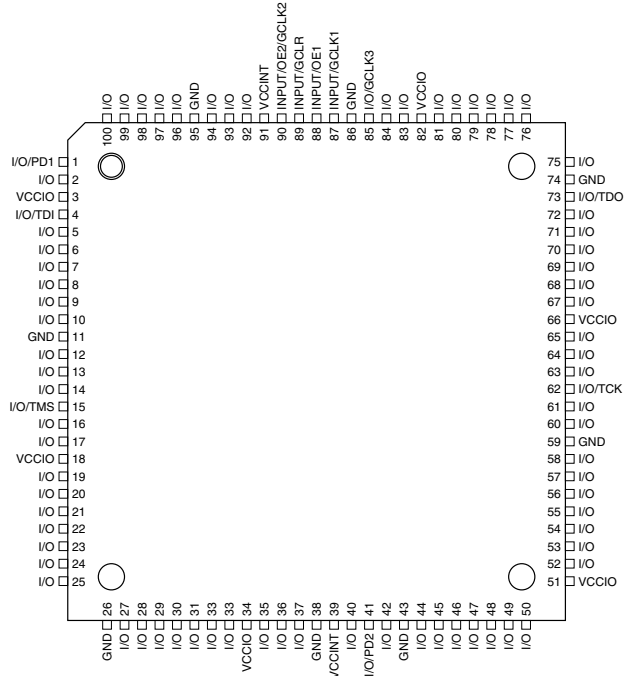 I/O 100
I/O 99
I/O 98
I/O 97
I/O 96
GND 95
I/O 94
I/O 93
I/O 92
VCCINT 91
INPUT/OE2/GCLK2 90
INPUT/GCLR 89
INPUT/OE1 88
INPUT/GCLK1 87
GND 86
I/O/GCLK3 85
I/O 84
I/O 83
VCCIO 82
I/O 81
I/O 80
I/O 79
I/O 78
I/O 77
I/O 76
I/O/PD1 1
I/O 2
VCCIO 3
I/O/TDI 4
I/O 5
I/O 6
I/O 7
I/O 8
I/O 9
I/O 10
GND 11
I/O 12
I/O 13
I/O 14
I/O/TMS 15
I/O 16
I/O 17
VCCIO 18
I/O 19
I/O 20
I/O 21
I/O 22
I/O 23
I/O 24
I/O 25
75 I/O
74 GND
73 I/O/TDO
72 I/O
71 I/O
70 I/O
69 I/O
68 I/O
67 I/O
66 VCCIO
65 I/O
64 I/O
63 I/O
62 I/O/TCK
61 I/O
60 I/O
59 GND
58 I/O
57 I/O
56 I/O
55 I/O
54 I/O
53 I/O
52 I/O
51 VCCIO
GND 26
I/O 27
I/O 28
I/O 29
I/O 30
I/O 31
I/O 33
I/O 33
VCCIO 34
I/O 35
I/O 36
I/O 37
GND 38
VCCINT 39
I/O 40
I/O/PD2 41
I/O 42
GND 43
I/O 44
I/O 45
I/O 46
I/O 47
I/O 48
I/O 49
I/O 50